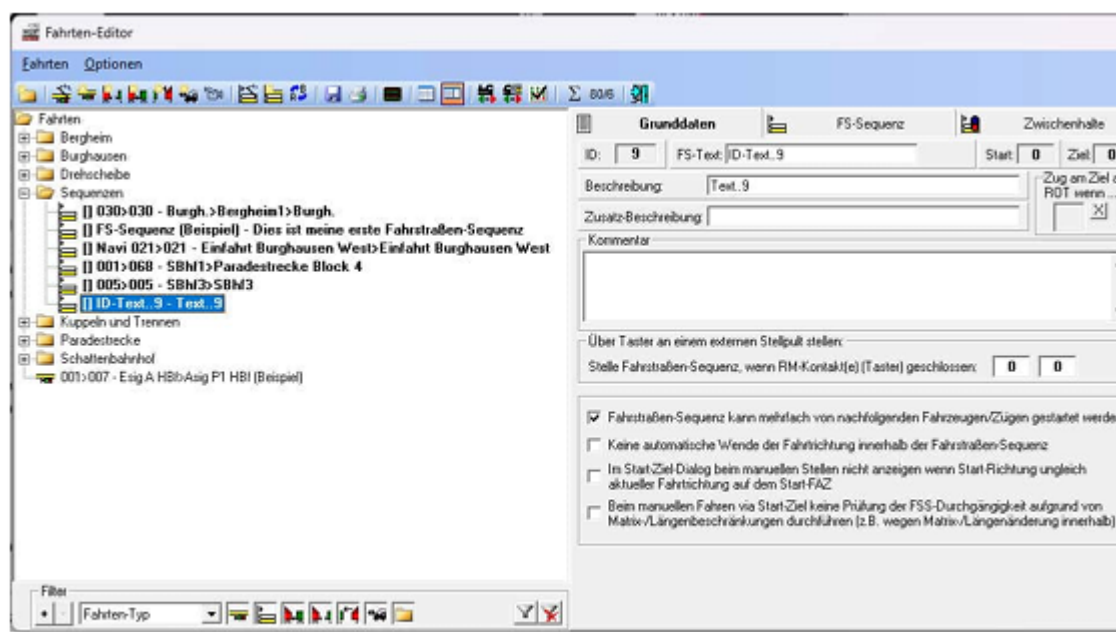 Fahrten-Editor
Fahrten Optionen
Σ 80/6
Fahrten
Bergheim
Burghausen
Drehscheibe
Sequenzen
[] 030>030 - Burgh.>Bergheim1>Burgh.
[] FS-Sequenz (Beispiel) - Dies ist meine erste Fahrstraßen-Sequenz
[] Navi 021>021 - Einfahrt Burghausen West>Einfahrt Burghausen West
[] 001>068 - SBhf1>Paradestrecke Block 4
[] 005>005 - SBhf3>SBhf3
[] ID-Text..9 - Text..9
Kuppeln und Trennen
Paradestrecke
Schattenbahnhof
001>007 - Esig A HBf>Asig P1 HBf (Beispiel)
Filter
Fahrten-Typ
Grunddaten FS-Sequenz Zwischenhalte
ID: 9 FS-Text: ID-Text..9 Start: 0 Ziel: 0
Beschreibung: Text..9
Zug am Ziel a
ROT wenn ...
X
Zusatz-Beschreibung:
Kommentar
Über Taster an einem externen Stellpult stellen:
Stelle Fahrstraßen-Sequenz, wenn RM-Kontakt(e) (Taster) geschlossen: 0 0
Fahrstraßen-Sequenz kann mehrfach von nachfolgenden Fahrzeugen/Zügen gestartet werde
Keine automatische Wende der Fahrtrichtung innerhalb der Fahrstraßen-Sequenz
Im Start-Ziel-Dialog beim manuellen Stellen nicht anzeigen wenn Start-Richtung ungleich
aktueller Fahrtrichtung auf dem Start-FAZ
Beim manuellen Fahren via Start-Ziel keine Prüfung der FSS-Durchgängigkeit aufgrund von
Matrix-/Längenbeschränkungen durchführen (z.B. wegen Matrix-/Längenänderung innerhalb)